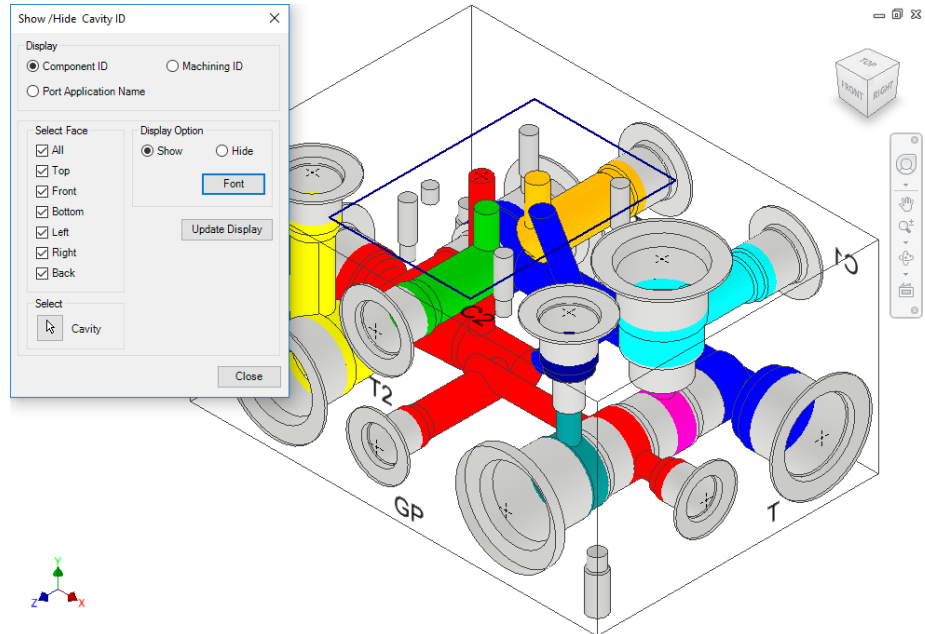 Show /Hide Cavity ID
Display
Component ID
Machining ID
Port Application Name
Select Face
All
Top
Front
Bottom
Left
Right
Back
Display Option
Show
Hide
Font
Update Display
Select
Cavity
Close
TOP
FRONT
RIGHT
C1
C2
T2
GP
T
Y
Z
X